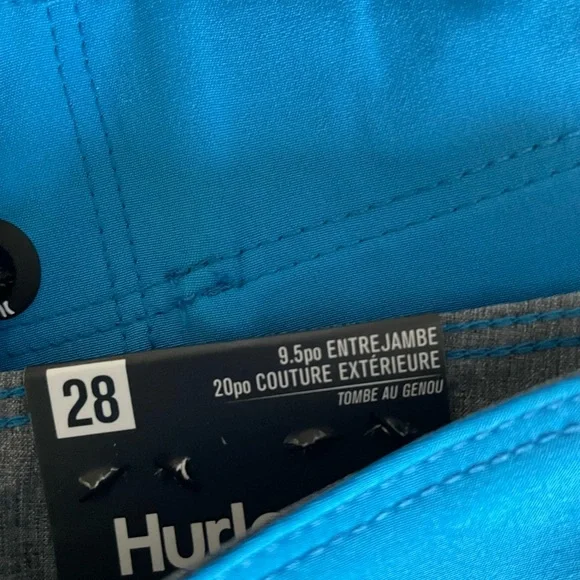 28
9.5po ENTREJAMBE
20po COUTURE EXTÉRIEURE
TOMBE AU GENOU